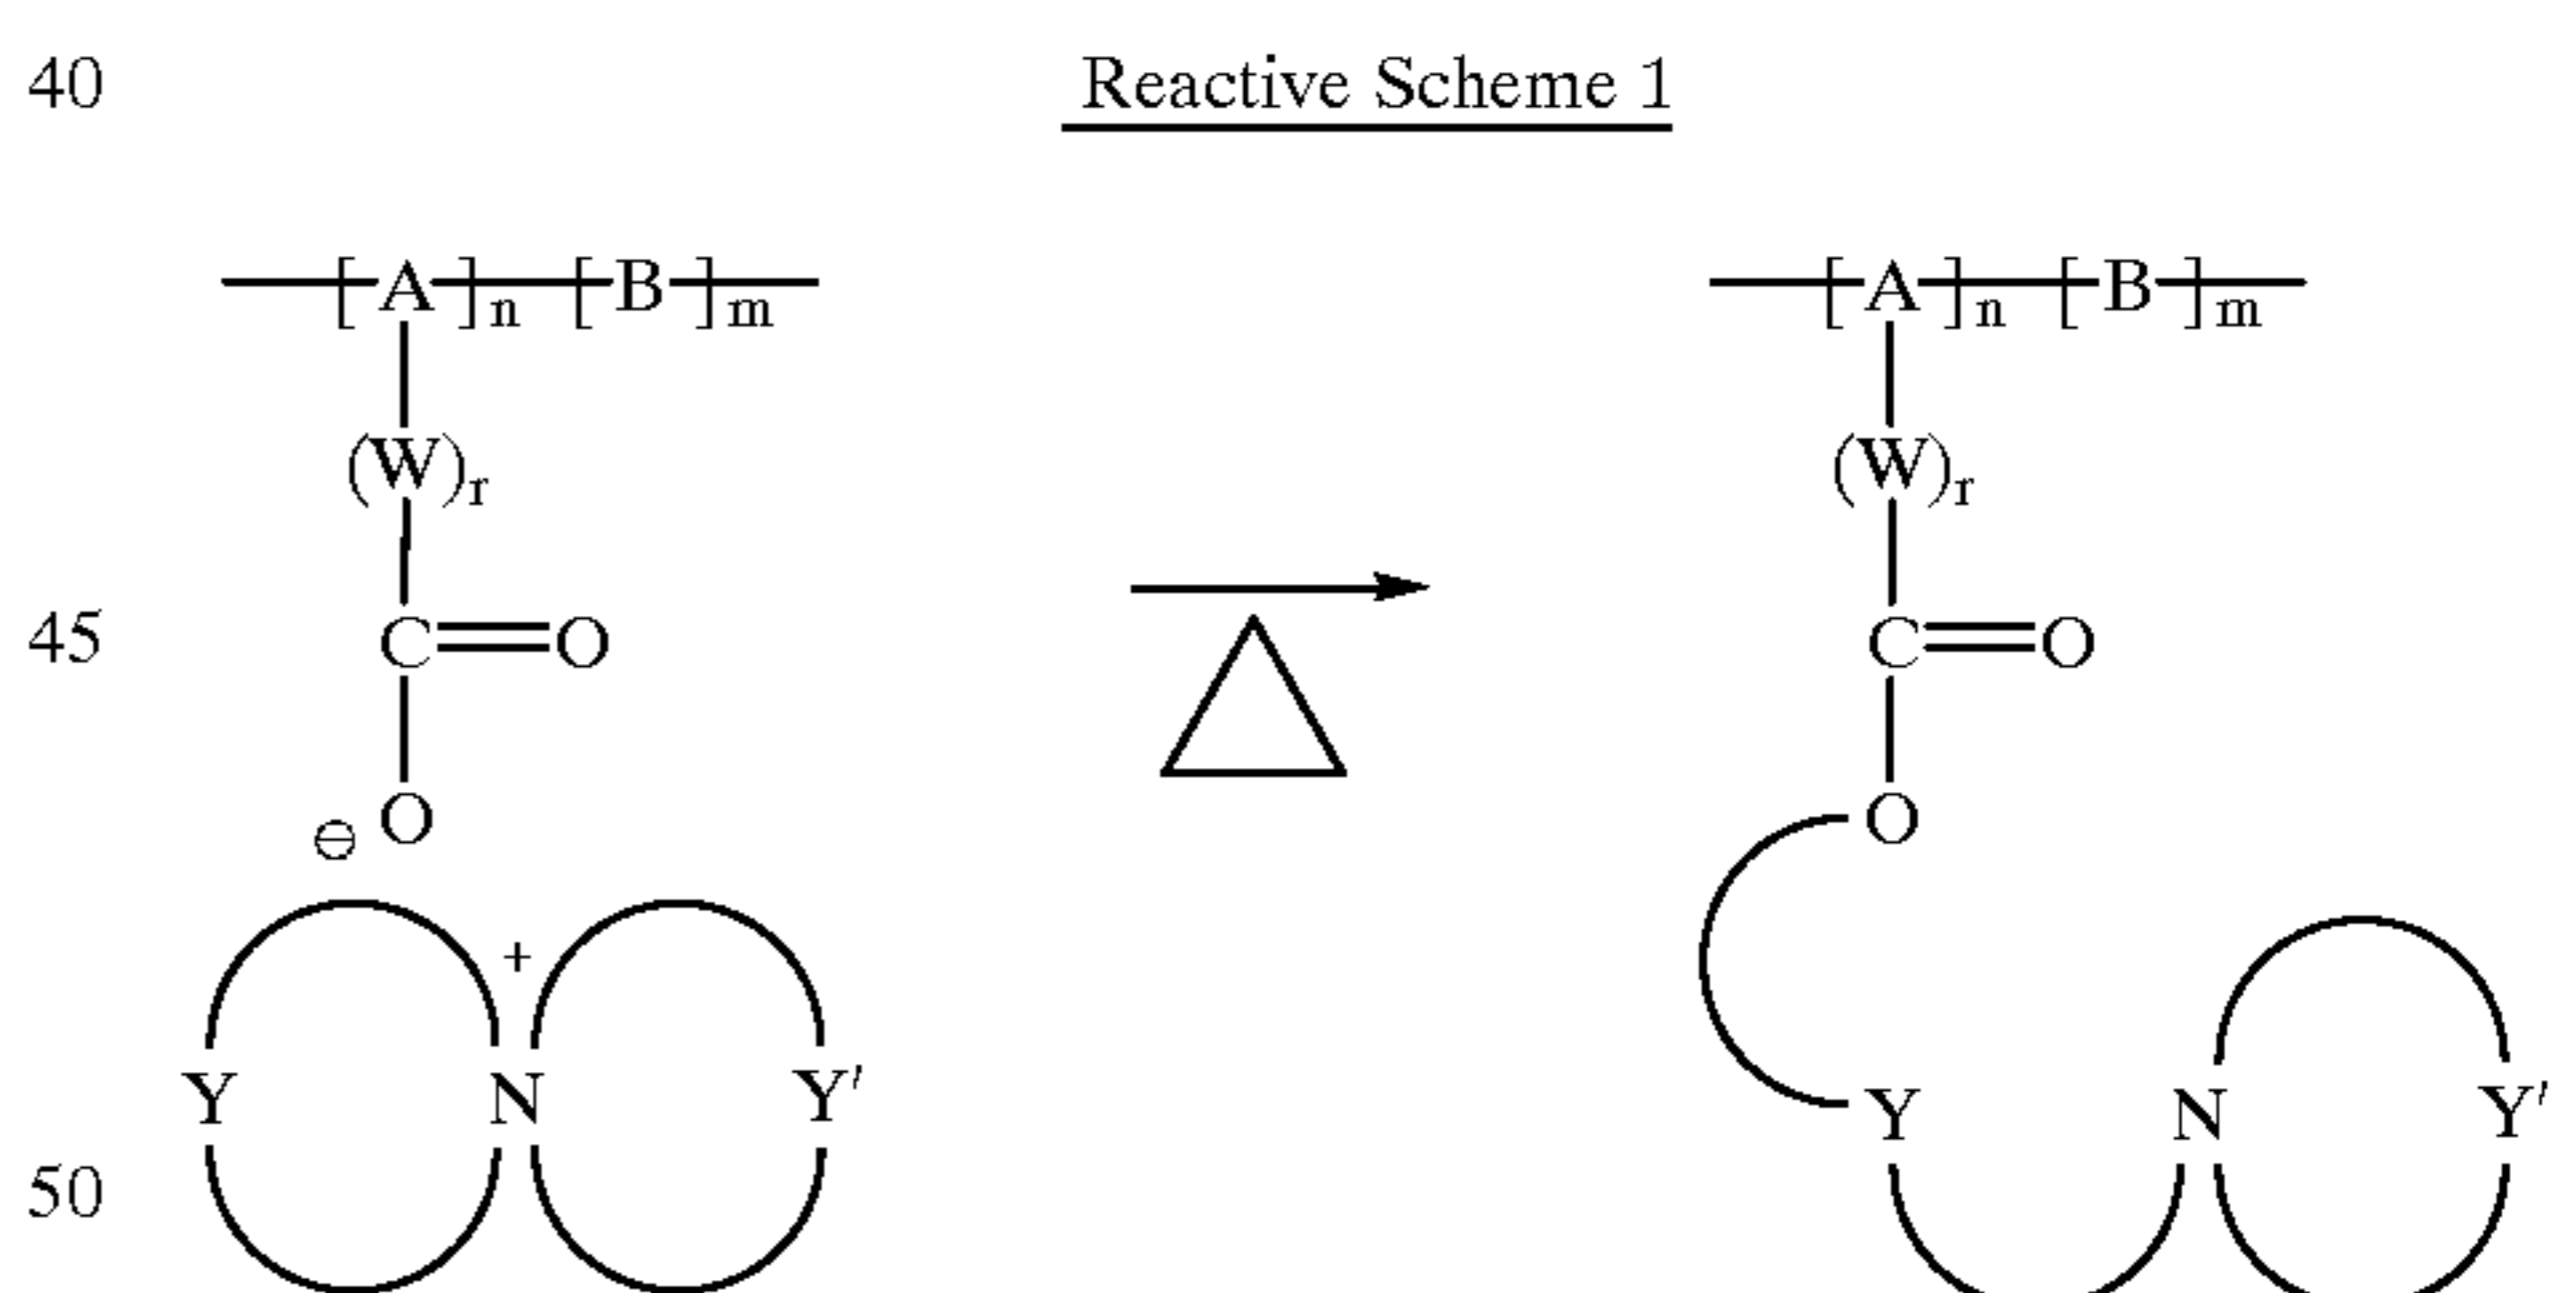 40
Reactive Scheme 1
[A]n [B]m [A]n [B]m
(W)r (W)r
45 C=O C=O
⊖ O O
+
Y N Y' Y N Y'
50